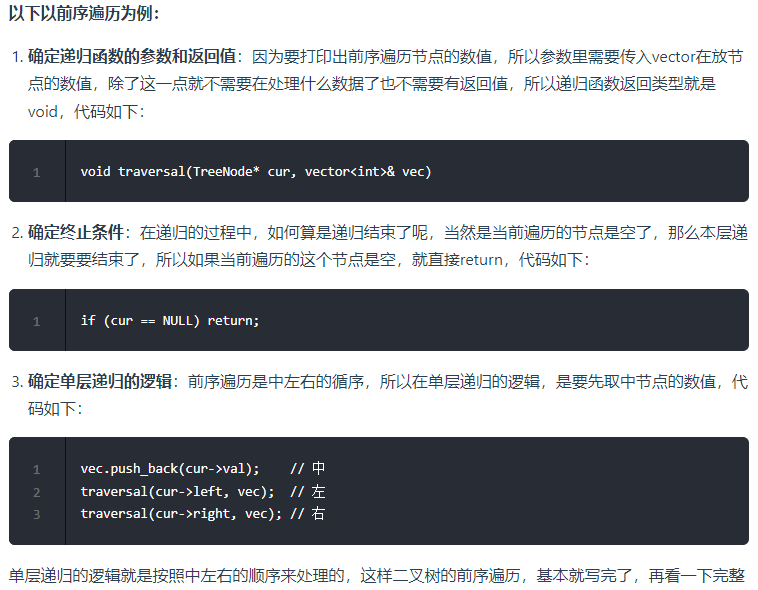 以下以前序遍历为例：
1. 确定递归函数的参数和返回值：因为要打印出前序遍历节点的数值，所以参数里需要传入vector在放节
点的数值，除了这一点就不需要在处理什么数据了也不需要有返回值，所以递归函数返回类型就是
void，代码如下：
1 void traversal(TreeNode* cur, vector<int>& vec)
2. 确定终止条件：在递归的过程中，如何算是递归结束了呢，当然是当前遍历的节点是空了，那么本层递
归就要要结束了，所以如果当前遍历的这个节点是空，就直接return，代码如下：
1 if (cur == NULL) return;
3. 确定单层递归的逻辑：前序遍历是中左右的循序，所以在单层递归的逻辑，是要先取中节点的数值，代
码如下：
1 vec.push_back(cur->val);    // 中
2 traversal(cur->left, vec);  // 左
3 traversal(cur->right, vec); // 右
单层递归的逻辑就是按照中左右的顺序来处理的，这样二叉树的前序遍历，基本就写完了，再看一下完整